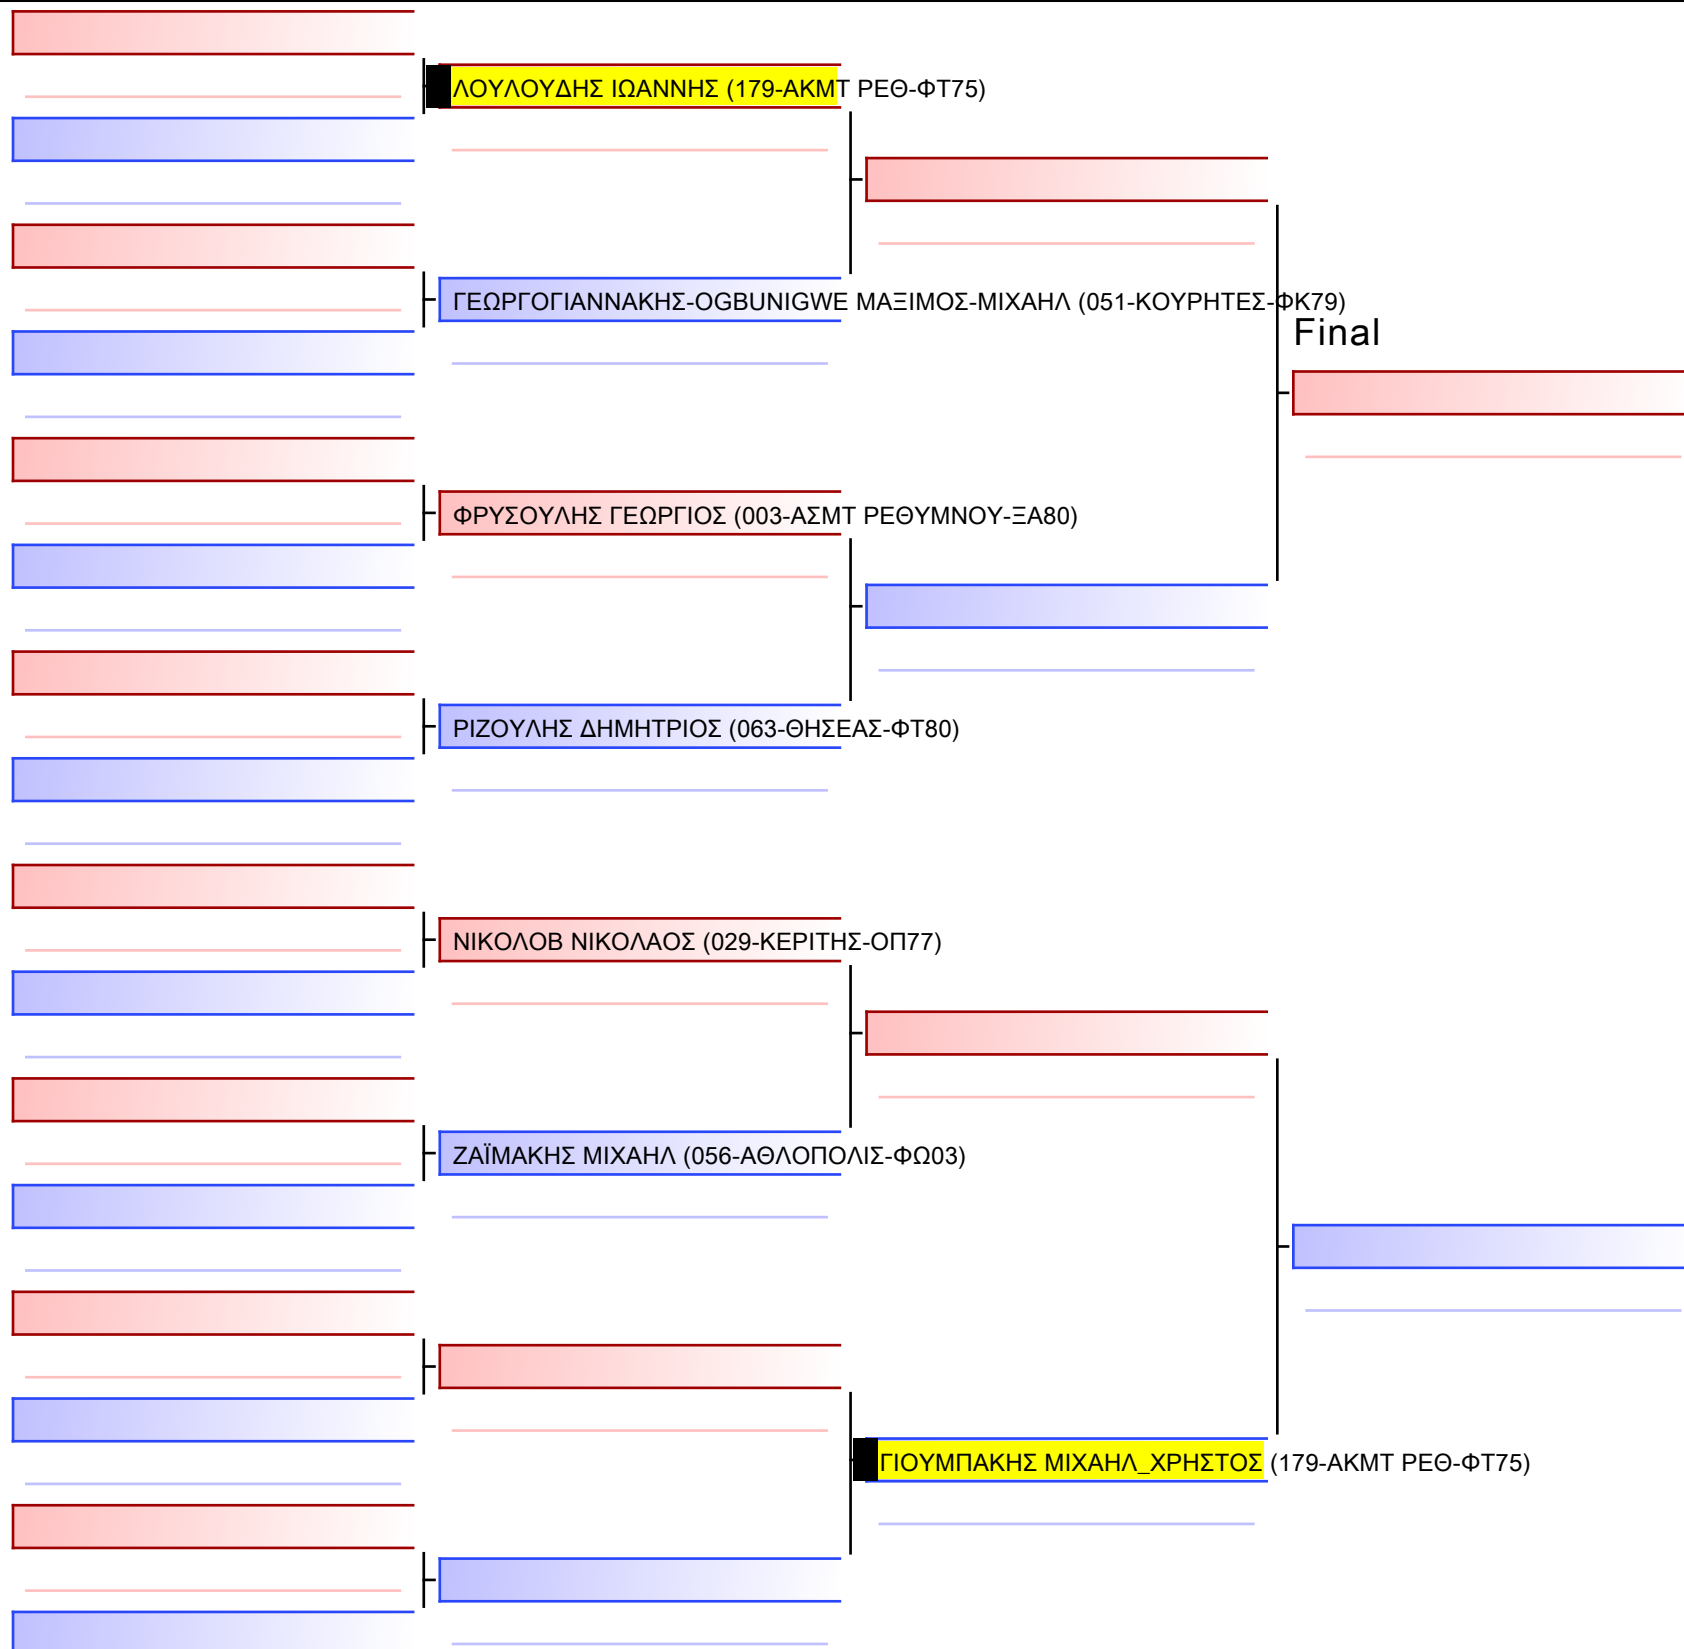 ΛΟΥΛΟΥΔΗΣ ΙΩΑΝΝΗΣ (179-ΑΚΜΤ ΡΕΘ-ΦΤ75)
ΓΕΩΡΓΟΓΙΑΝΝΑΚΗΣ-OGBUNIGWE ΜΑΞΙΜΟΣ-ΜΙΧΑΗΛ (051-ΚΟΥΡΗΤΕΣ-ΦΚ79)
Final
ΦΡΥΣΟΥΛΗΣ ΓΕΩΡΓΙΟΣ (003-ΑΣΜΤ ΡΕΘΥΜΝΟΥ-ΞΑ80)
ΡΙΖΟΥΛΗΣ ΔΗΜΗΤΡΙΟΣ (063-ΘΗΣΕΑΣ-ΦΤ80)
ΝΙΚΟΛΟΒ ΝΙΚΟΛΑΟΣ (029-ΚΕΡΙΤΗΣ-ΟΠ77)
ΖΑΪΜΑΚΗΣ ΜΙΧΑΗΛ (056-ΑΘΛΟΠΟΛΙΣ-ΦΩ03)
ΓΙΟΥΜΠΑΚΗΣ ΜΙΧΑΗΛ_ΧΡΗΣΤΟΣ (179-ΑΚΜΤ ΡΕΘ-ΦΤ75)